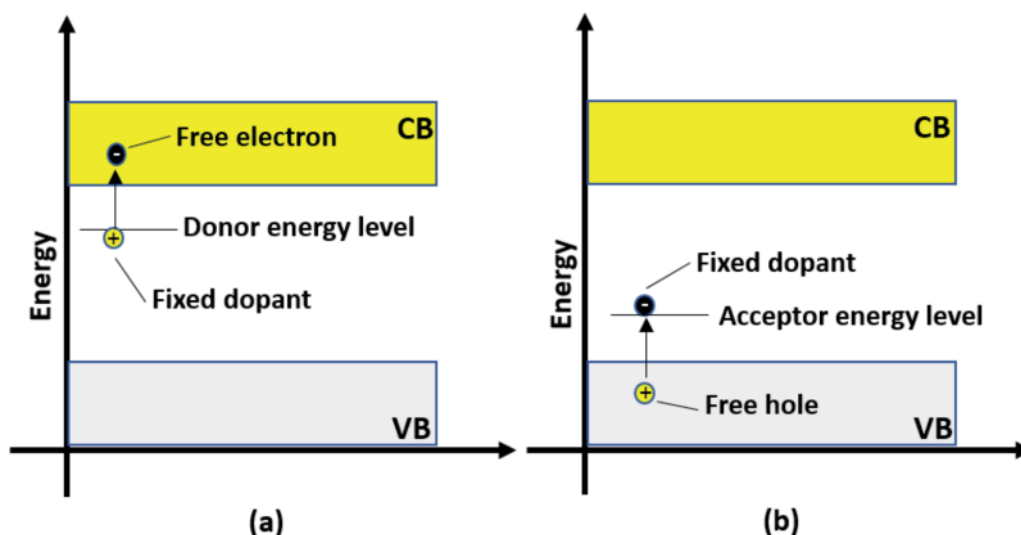 CB
-
Free electron
Donor energy level
+
Fixed dopant
Energy
VB
(a)
CB
Fixed dopant
-
Acceptor energy level
Energy
+
Free hole
VB
(b)